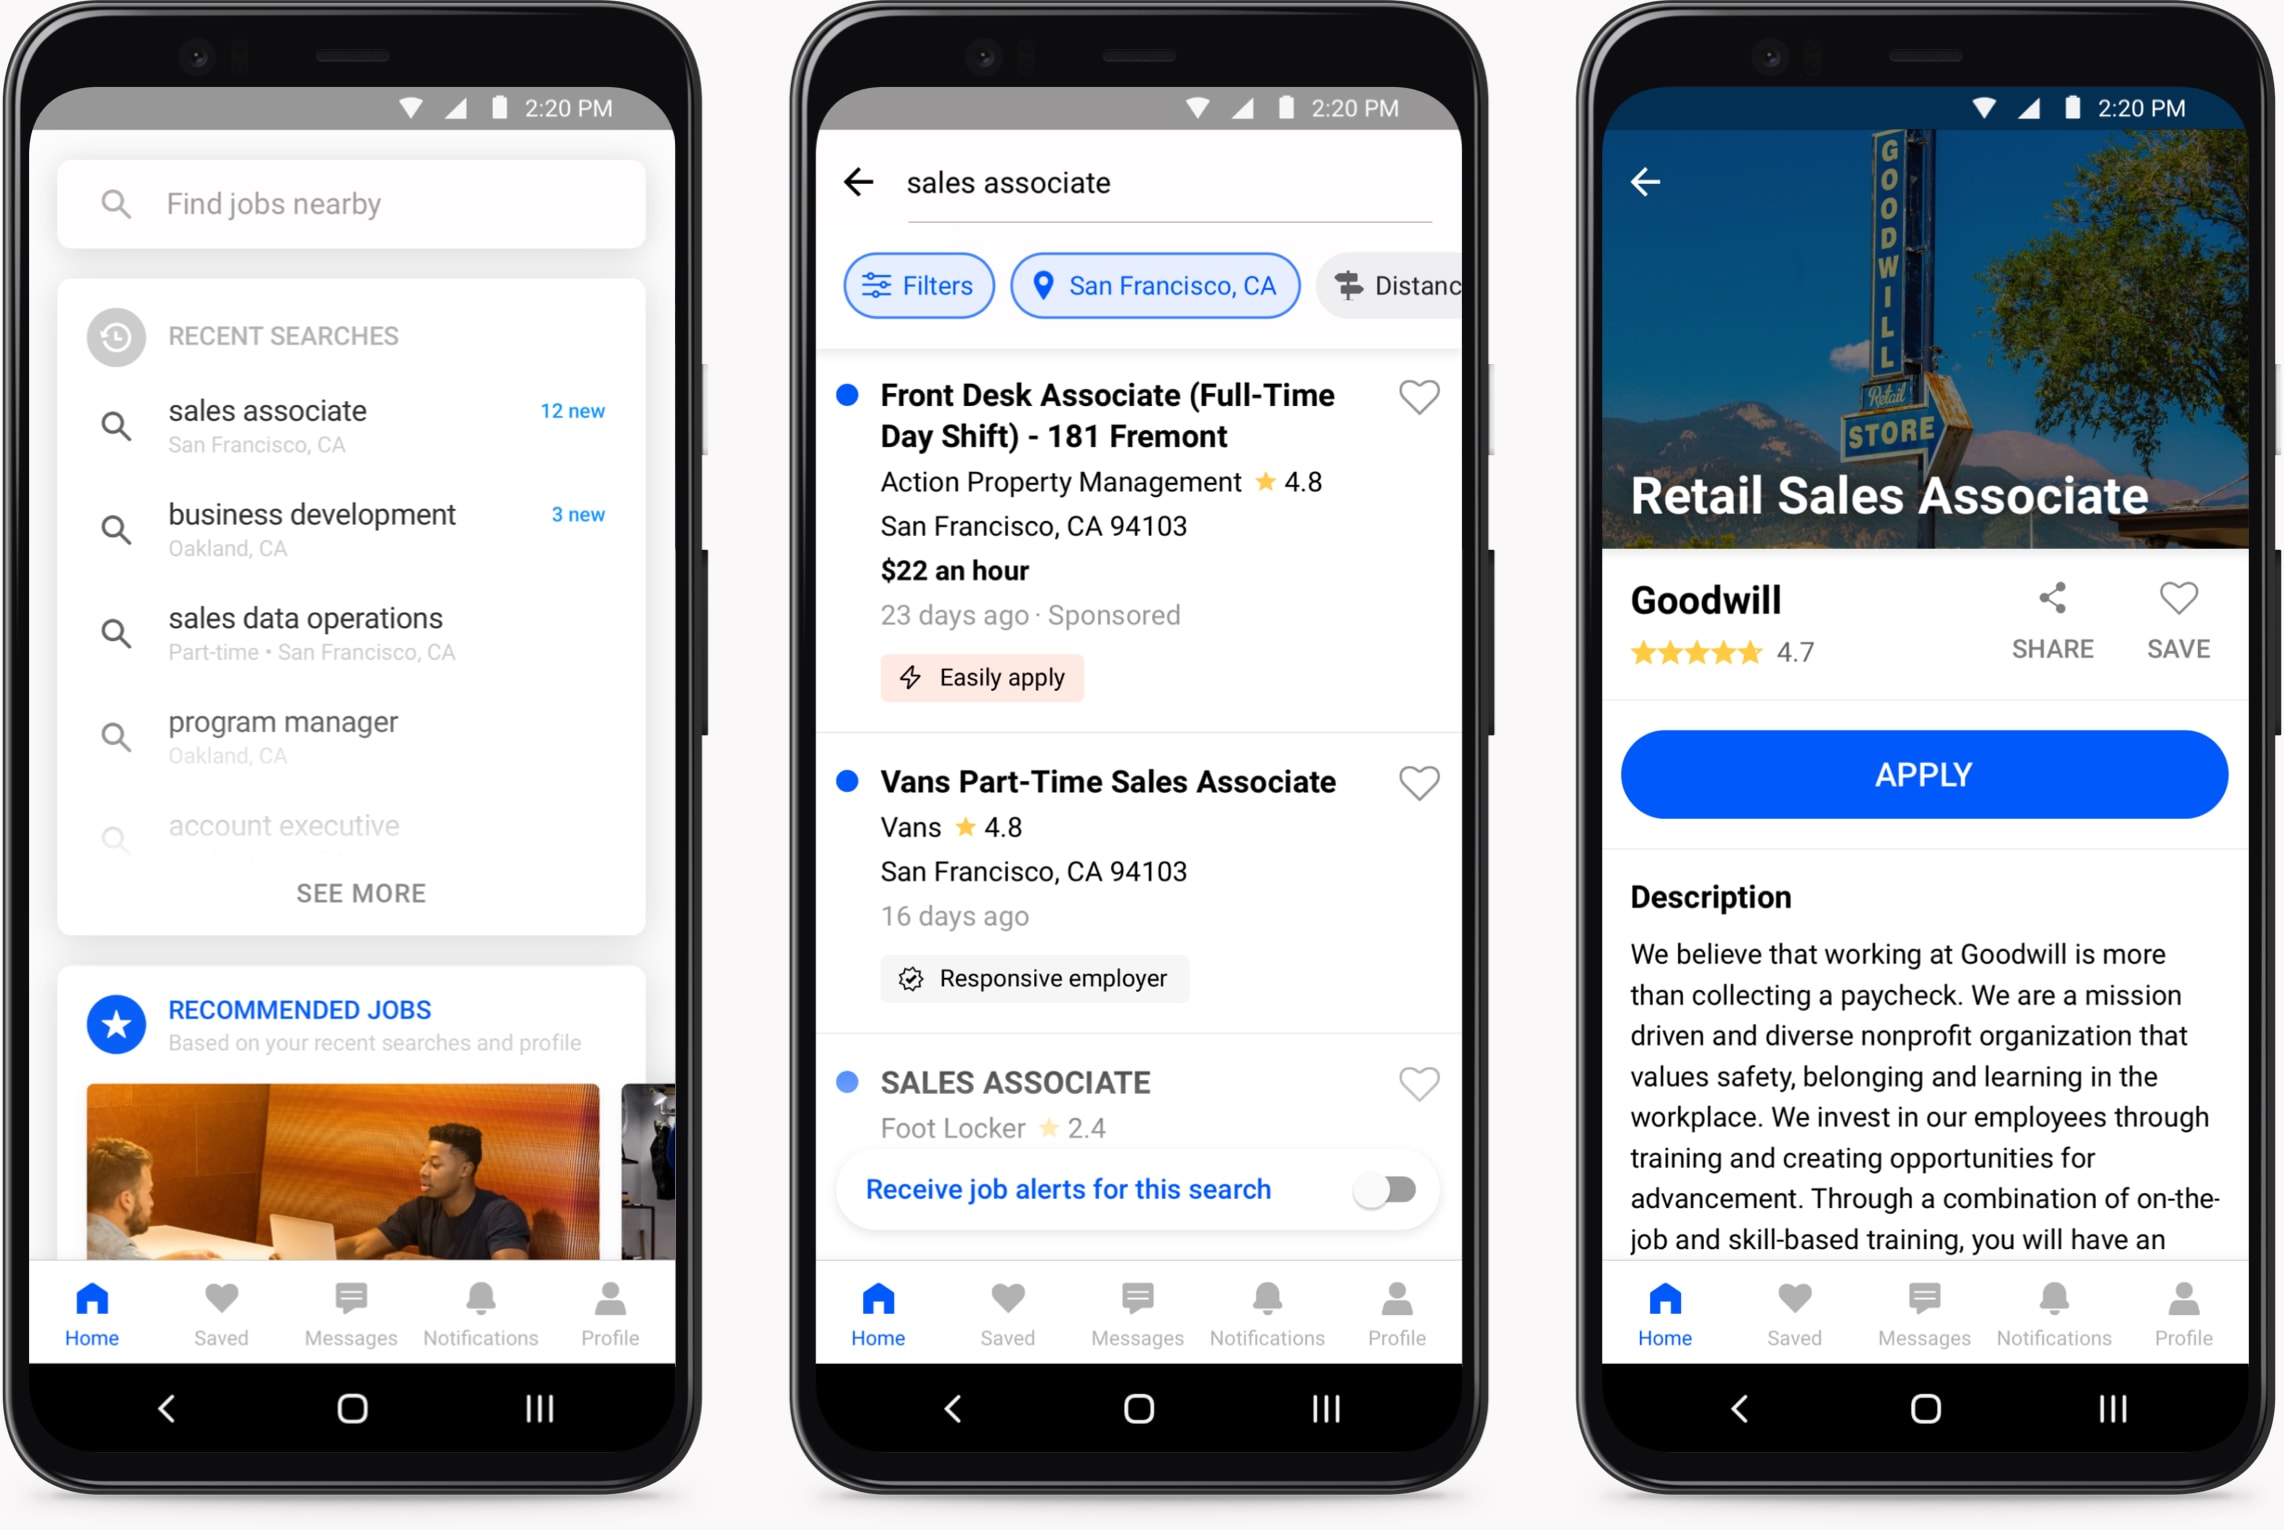 2:20 PM
Find jobs nearby
RECENT SEARCHES
sales associate
12 new
San Francisco, CA
business development
3 new
Oakland, CA
sales data operations
Part-time • San Francisco, CA
program manager
Oakland, CA
account executive
SEE MORE
RECOMMENDED JOBS
Based on your recent searches and profile
Home
Saved
Messages
Notifications
Profile
2:20 PM
sales associate
Filters
San Francisco, CA
Distanc
Front Desk Associate (Full-Time
Day Shift) - 181 Fremont
Action Property Management ★ 4.8
San Francisco, CA 94103
$22 an hour
23 days ago · Sponsored
Easily apply
Vans Part-Time Sales Associate
Vans ★ 4.8
San Francisco, CA 94103
16 days ago
Responsive employer
SALES ASSOCIATE
Foot Locker ★ 2.4
Receive job alerts for this search
Home
Saved
Messages
Notifications
Profile
2:20 PM
GOODWILL
Retail
STORE
Retail Sales Associate
Goodwill
4.7
SHARE
SAVE
APPLY
Description
We believe that working at Goodwill is more
than collecting a paycheck. We are a mission
driven and diverse nonprofit organization that
values safety, belonging and learning in the
workplace. We invest in our employees through
training and creating opportunities for
advancement. Through a combination of on-the-
job and skill-based training, you will have an
Home
Saved
Messages
Notifications
Profile